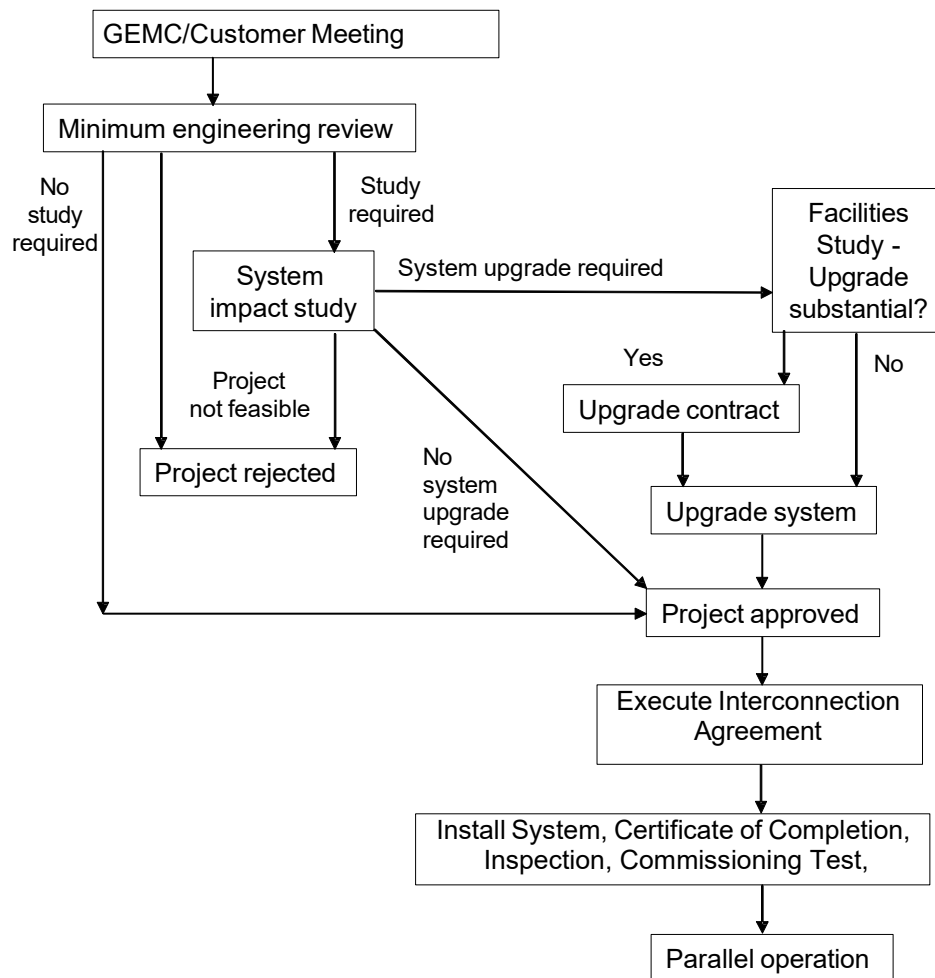 GEMC/Customer Meeting
Minimum engineering review
No
study
required
Study
required
Facilities
Study -
Upgrade
substantial?
System
impact study
System upgrade required
Yes
No
Project
not feasible
Upgrade contract
Project rejected
No
system
upgrade
required
Upgrade system
Project approved
Execute Interconnection
Agreement
Install System, Certificate of Completion,
Inspection, Commissioning Test,
Parallel operation